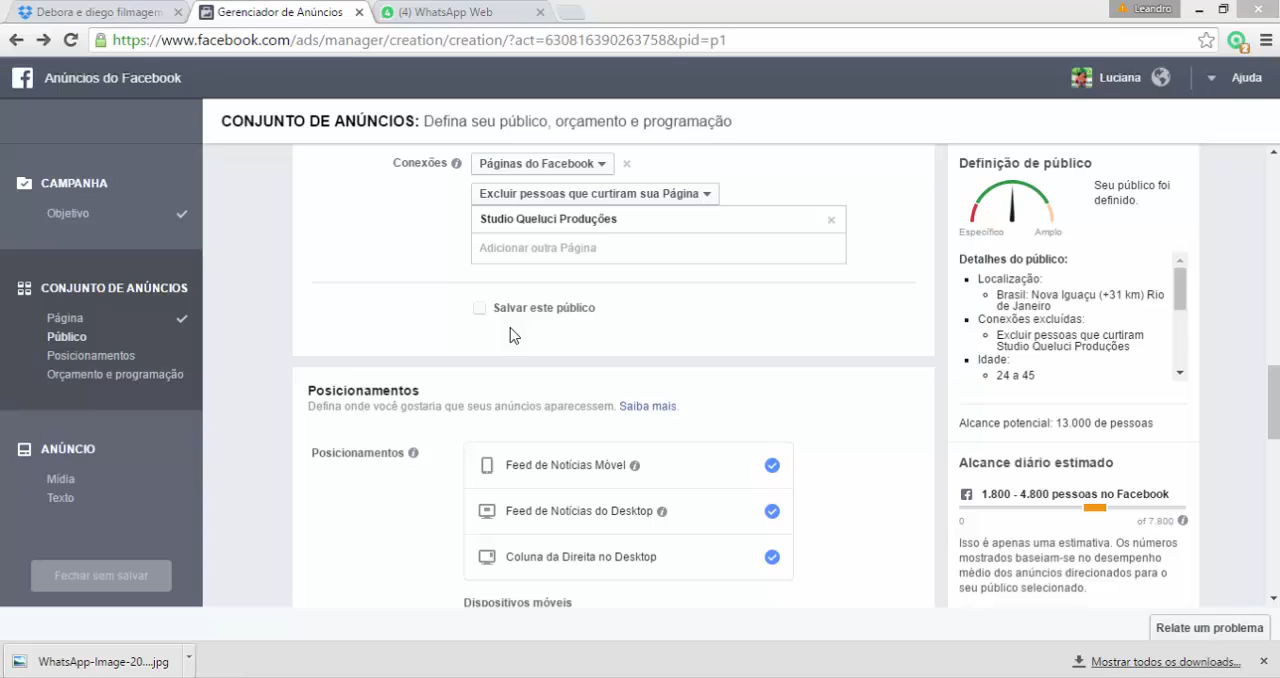 Debora e diego filmagem
Gerenciador de Anúncios
(4) WhatsApp Web
Leandro
https://www.facebook.com/ads/manager/creation/creation/?act=630816390263758&pid=p1
Anúncios do Facebook
Luciana
Ajuda
CONJUNTO DE ANÚNCIOS: Defina seu público, orçamento e programação
CAMPANHA
Objetivo
CONJUNTO DE ANÚNCIOS
Página
Público
Posicionamentos
Orçamento e programação
ANÚNCIO
Mídia
Texto
Fechar sem salvar
Conexões
Páginas do Facebook
Excluir pessoas que curtiram sua Página
Studio Queluci Produções
Adicionar outra Página
Salvar este público
Posicionamentos
Defina onde você gostaria que seus anúncios aparecessem. Saiba mais.
Posicionamentos
Feed de Notícias Móvel
Feed de Notícias do Desktop
Coluna da Direita no Desktop
Dispositivos móveis
Definição de público
Seu público foi
definido.
Específico
Amplo
Detalhes do público:
Localização:
Brasil: Nova Iguaçu (+31 km) Rio
de Janeiro
Conexões excluídas:
Excluir pessoas que curtiram
Studio Queluci Produções
Idade:
24 a 45
Alcance potencial: 13.000 de pessoas
Alcance diário estimado
1.800 - 4.800 pessoas no Facebook
0
of 7.800
Isso é apenas uma estimativa. Os números
mostrados baseiam-se no desempenho
médio dos anúncios direcionados para o
seu público selecionado.
Relate um problema
WhatsApp-Image-20....jpg
Mostrar todos os downloads...